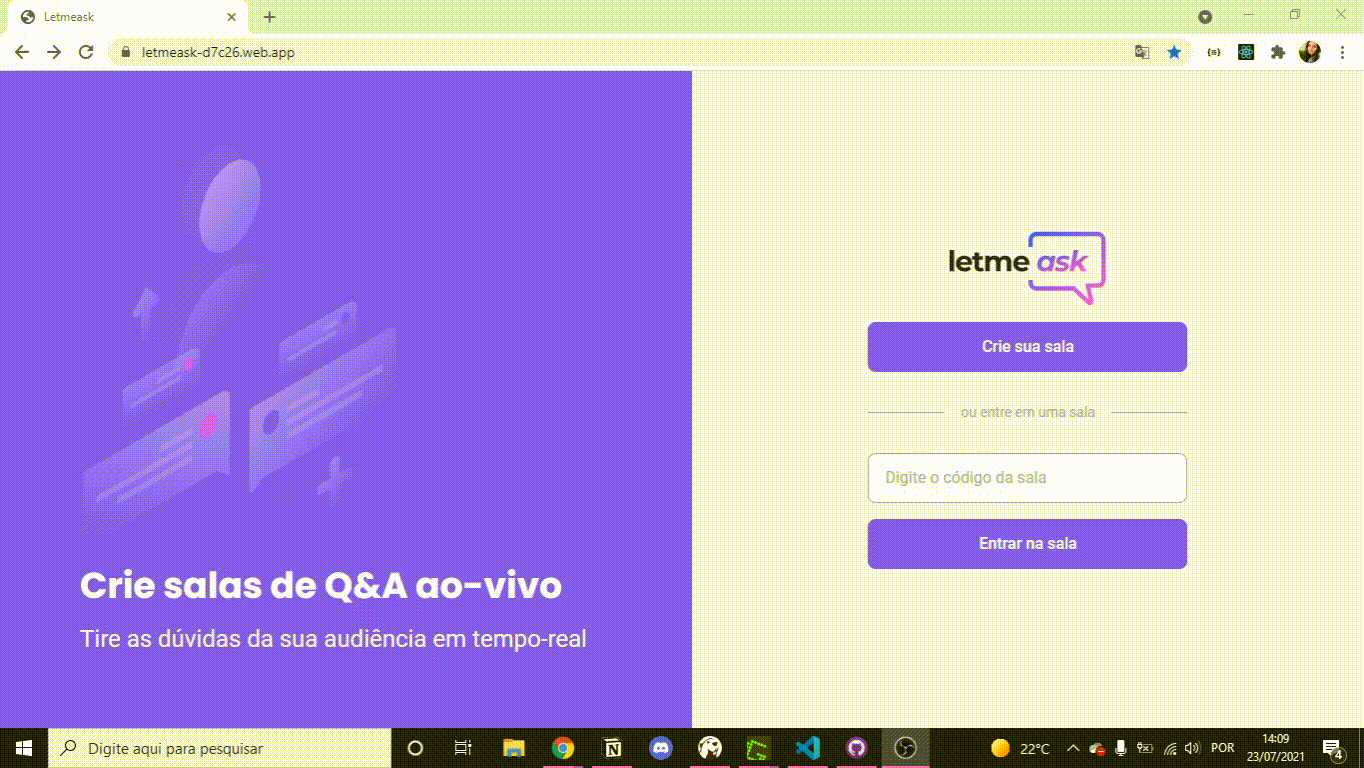 Letmeask
letmeask-d7c26.web.app
letme ask
Crie sua sala
ou entre em uma sala
Digite o código da sala
Entrar na sala
Crie salas de Q&A ao-vivo
Tire as dúvidas da sua audiência em tempo-real
Digite aqui para pesquisar
22°C
POR
14:09
23/07/2021
4